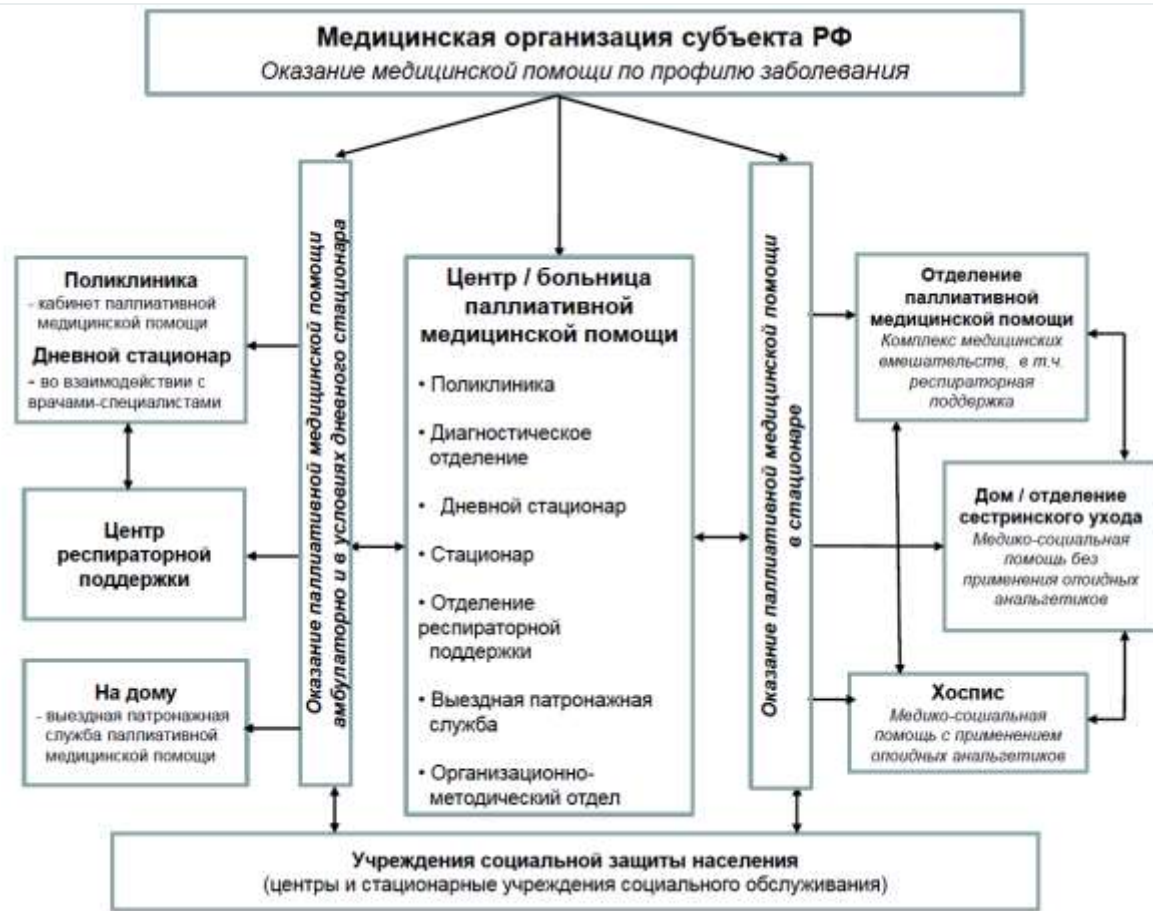 Медицинская организация субъекта РФ
Оказание медицинской помощи по профилю заболевания
Оказание паллиативной медицинской помощи
амбулаторно и в условиях дневного стационара
Поликлиника
- кабинет паллиативной
медицинской помощи
Дневной стационар
- во взаимодействии с
врачами-специалистами
Центр
респираторной
поддержки
На дому
- выездная патронажная
служба паллиативной
медицинской помощи
Центр / больница
паллиативной
медицинской помощи
• Поликлиника
• Диагностическое
отделение
• Дневной стационар
• Стационар
• Отделение
респираторной
поддержки
• Выездная патронажная
служба
• Организационно-
методический отдел
Оказание паллиативной медицинской помощи
в стационаре
Отделение
паллиативной
медицинской помощи
Комплекс медицинских
вмешательств, в т.ч.
респираторная
поддержка
Дом / отделение
сестринского ухода
Медико-социальная
помощь без
применения опоидных
анальгетиков
Хоспис
Медико-социальная
помощь с применением
опоидных анальгетиков
Учреждения социальной защиты населения
(центры и стационарные учреждения социального обслуживания)